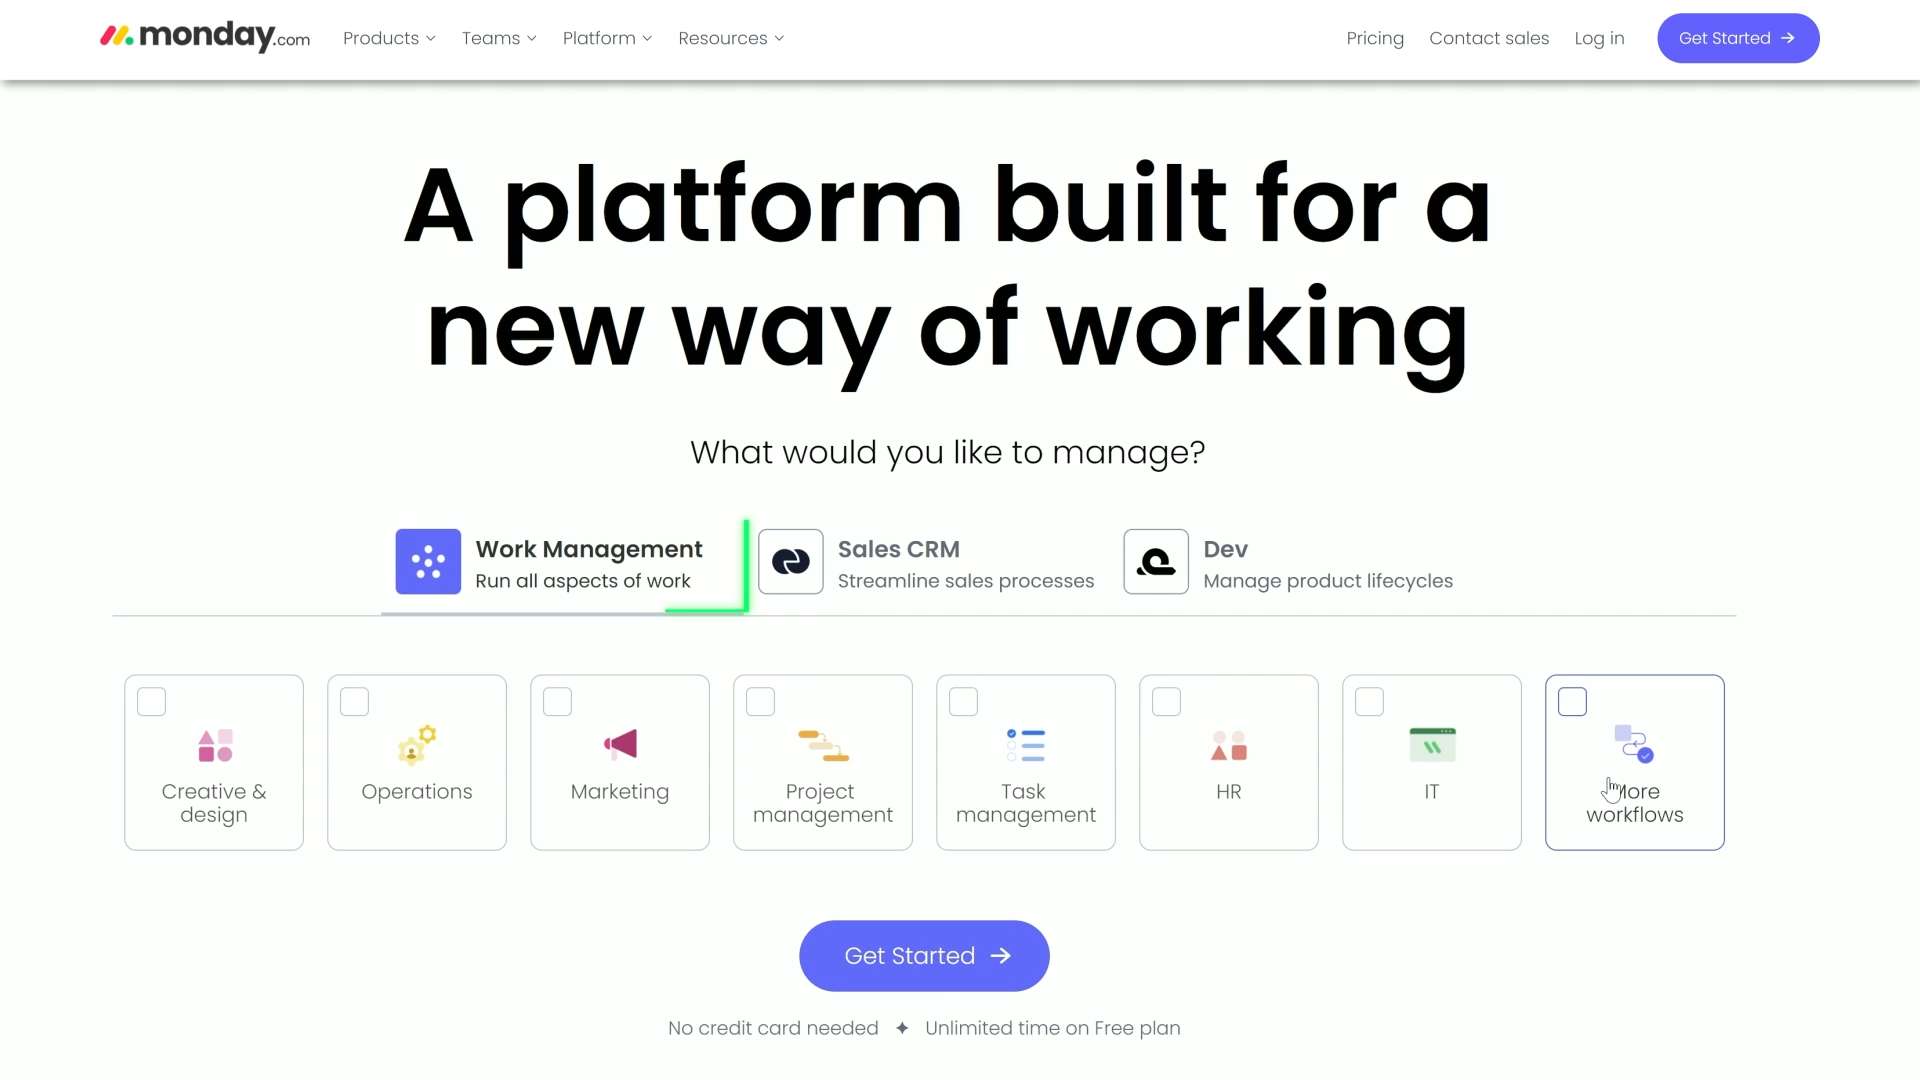 monday.com
Products
Teams
Platform
Resources
Pricing
Contact sales
Log in
Get Started
A platform built for a
new way of working
What would you like to manage?
Work Management
Run all aspects of work
Sales CRM
Streamline sales processes
Dev
Manage product lifecycles
Creative &
design
Operations
Marketing
Project
management
Task
management
HR
IT
More
workflows
Get Started
No credit card needed ✦ Unlimited time on Free plan